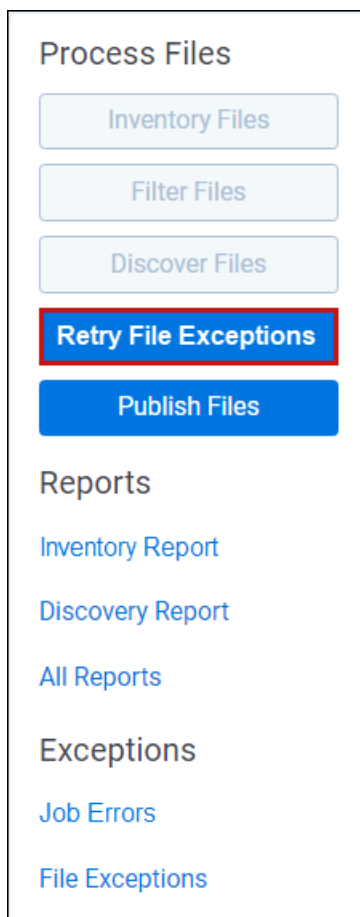 Process Files
Inventory Files
Filter Files
Discover Files
Retry File Exceptions
Publish Files
Reports
Inventory Report
Discovery Report
All Reports
Exceptions
Job Errors
File Exceptions